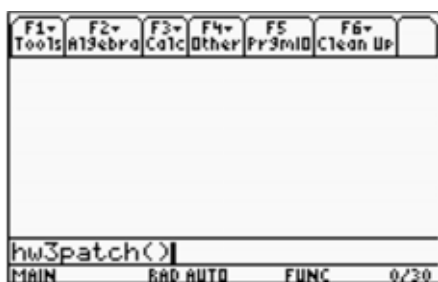 F1▾ F2▾ F3▾ F4▾ F5 F6▾
Tools Algebra Calc Other PrgmIO Clean Up
hw3patch()
MAIN RAD AUTO FUNC 0/30